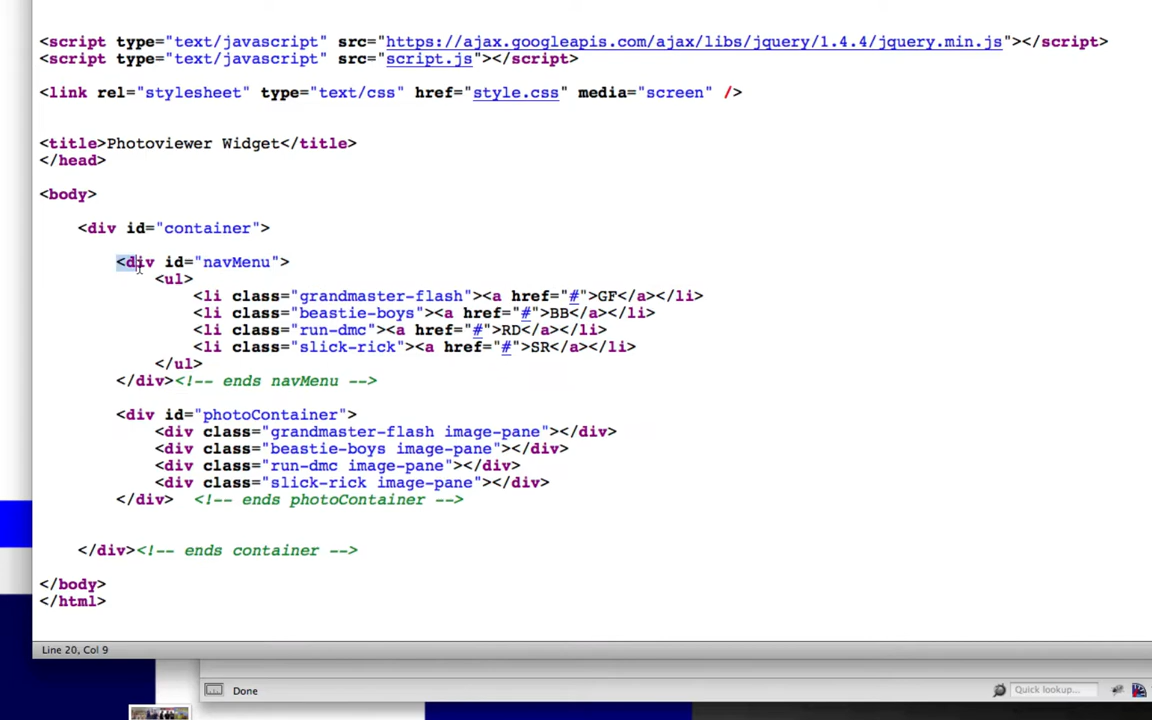 <script type="text/javascript" src="https://ajax.googleapis.com/ajax/libs/jquery/1.4.4/jquery.min.js"></script>
<script type="text/javascript" src="script.js"></script>
<link rel="stylesheet" type="text/css" href="style.css" media="screen" />
<title>Photoviewer Widget</title>
</head>
<body>
<div id="container">
<div id="navMenu">
<ul>
<li class="grandmaster-flash"><a href="#">GF</a></li>
<li class="beastie-boys"><a href="#">BB</a></li>
<li class="run-dmc"><a href="#">RD</a></li>
<li class="slick-rick"><a href="#">SR</a></li>
</ul>
</div><!-- ends navMenu -->
<div id="photoContainer">
<div class="grandmaster-flash image-pane"></div>
<div class="beastie-boys image-pane"></div>
<div class="run-dmc image-pane"></div>
<div class="slick-rick image-pane"></div>
</div> <!-- ends photoContainer -->
</div><!-- ends container -->
</body>
</html>
Line 20, Col 9
Done
Quick lookup...